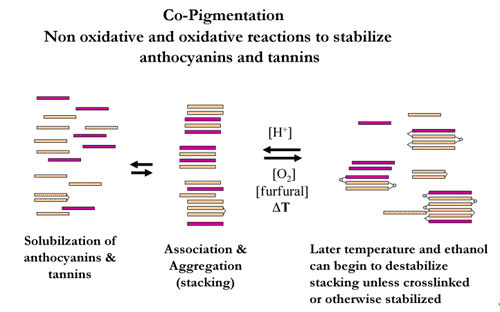 Co-Pigmentation
Non oxidative and oxidative reactions to stabilize
anthocyanins and tannins
[H⁺]
[O₂]
[furfural]
ΔT
Solubilzation of
anthocyanins &
tannins
Association &
Aggregation
(stacking)
Later temperature and ethanol
can begin to destabilize
stacking unless crosslinked
or otherwise stabilized